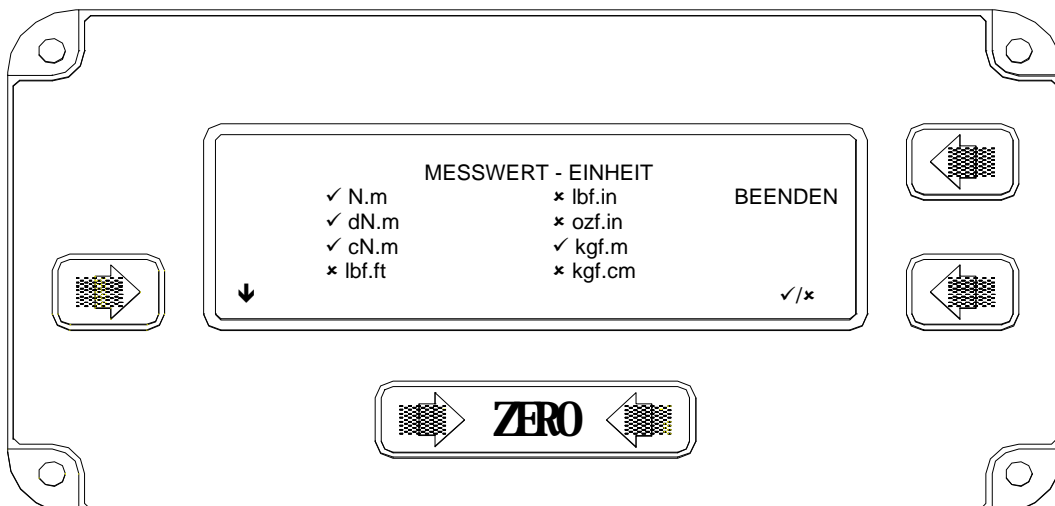 MESSWERT - EINHEIT
✓ N.m ✗ lbf.in BEENDEN
✓ dN.m ✗ ozf.in
✓ cN.m ✓ kgf.m
✗ lbf.ft ✗ kgf.cm
🡻 ✓/✗
ZERO